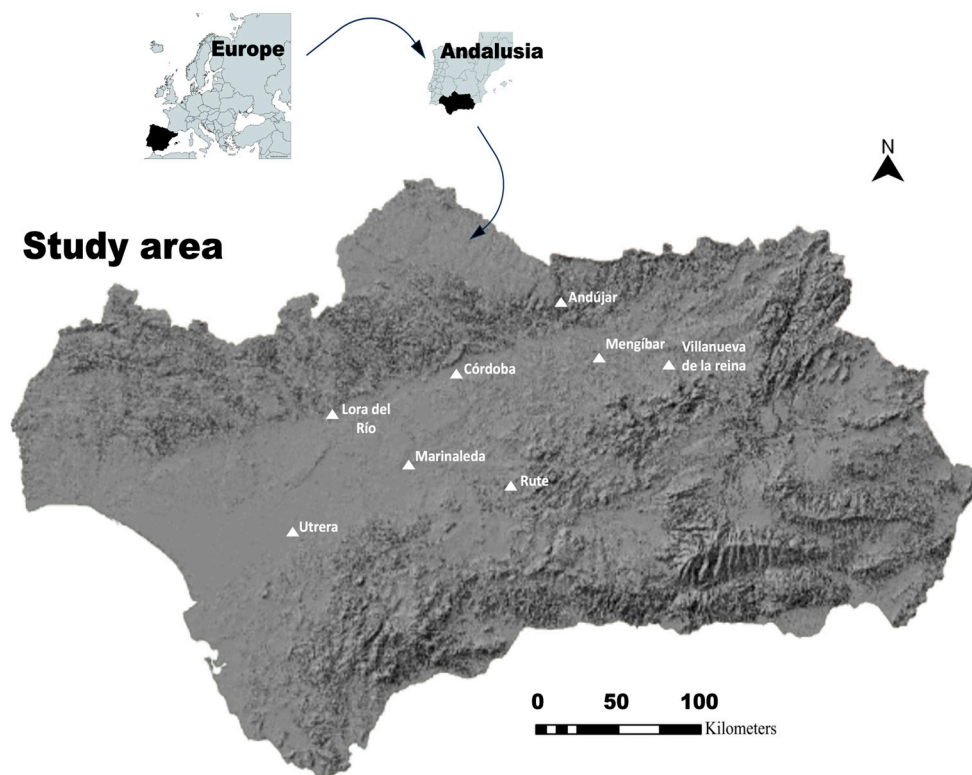 Europe
Andalusia
N
Study area
Andújar
Mengíbar
Villanueva
de la reina
Córdoba
Lora del
Río
Marinaleda
Rute
Utrera
0 50 100
Kilometers